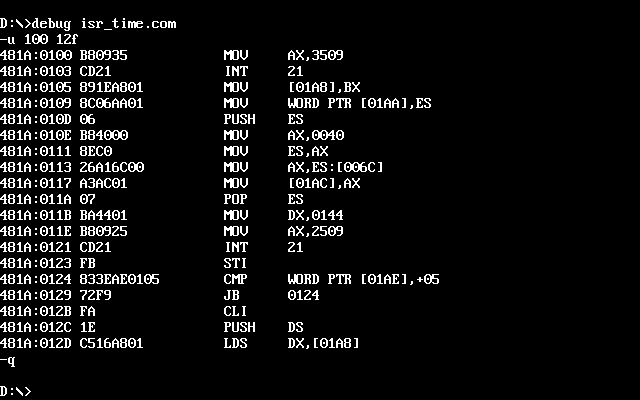 D:\>debug isr_time.com
-u 100 12f
481A:0100 B80935        MOV     AX,3509
481A:0103 CD21          INT     21
481A:0105 891EA801      MOV     [01A8],BX
481A:0109 8C06AA01      MOV     WORD PTR [01AA],ES
481A:010D 06            PUSH    ES
481A:010E B84000        MOV     AX,0040
481A:0111 8EC0          MOV     ES,AX
481A:0113 26A16C00      MOV     AX,ES:[006C]
481A:0117 A3AC01        MOV     [01AC],AX
481A:011A 07            POP     ES
481A:011B BA4401        MOV     DX,0144
481A:011E B80925        MOV     AX,2509
481A:0121 CD21          INT     21
481A:0123 FB            STI
481A:0124 833EAE0105    CMP     WORD PTR [01AE],+05
481A:0129 72F9          JB      0124
481A:012B FA            CLI
481A:012C 1E            PUSH    DS
481A:012D C516A801      LDS     DX,[01A8]
-q
D:\>